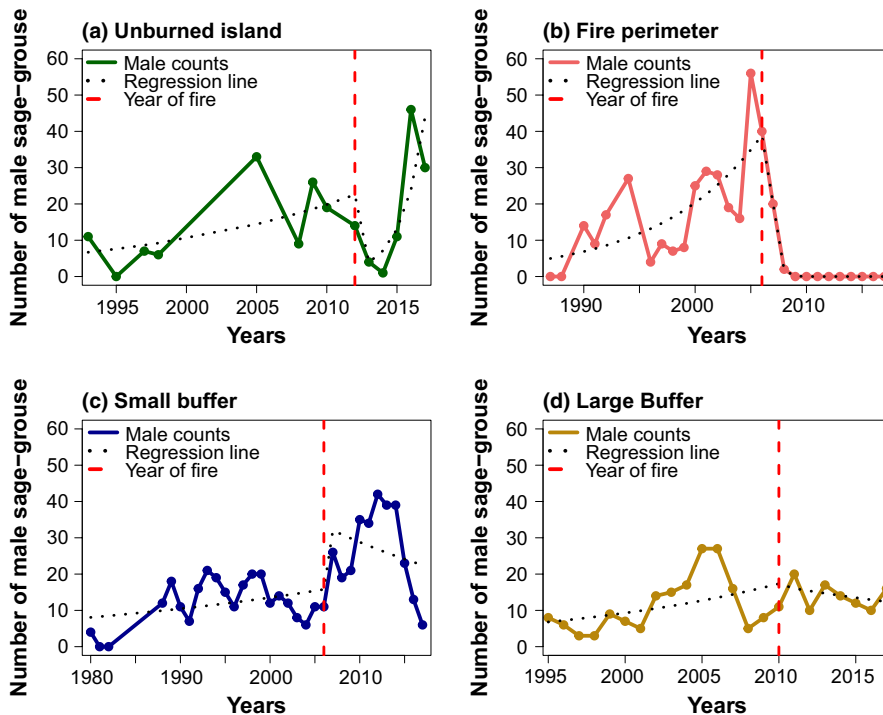 (a) Unburned island
Number of male sage−grouse
60
50
40
30
20
10
0
Male counts
Regression line
Year of fire
1995 2000 2005 2010 2015
Years
(b) Fire perimeter
Number of male sage−grouse
60
50
40
30
20
10
0
Male counts
Regression line
Year of fire
1990 2000 2010
Years
(c) Small buffer
Number of male sage−grouse
60
50
40
30
20
10
0
Male counts
Regression line
Year of fire
1980 1990 2000 2010
Years
(d) Large Buffer
Number of male sage−grouse
60
50
40
30
20
10
0
Male counts
Regression line
Year of fire
1995 2000 2005 2010 2015
Years